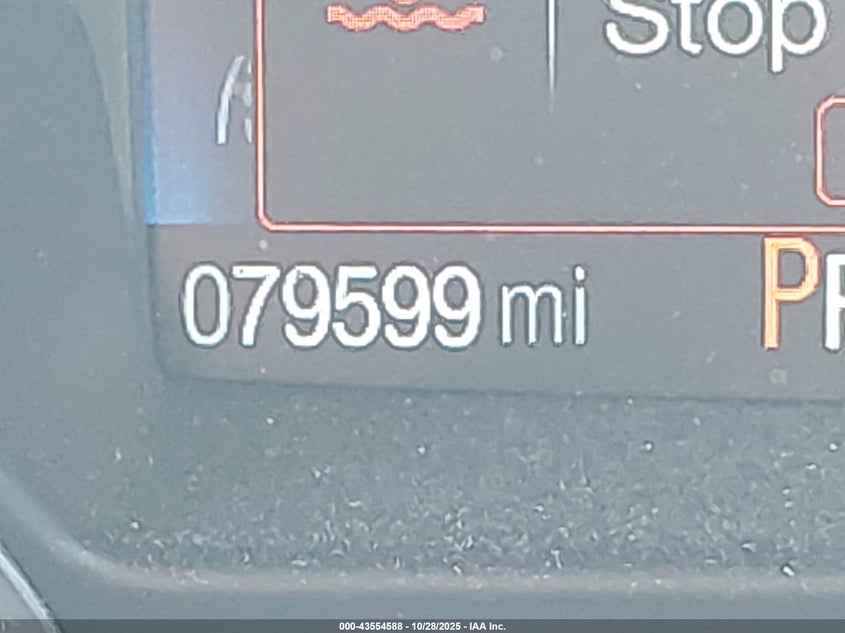 Stop
079599 mi
P
000-43554588 - 10/28/2025 - IAA Inc.